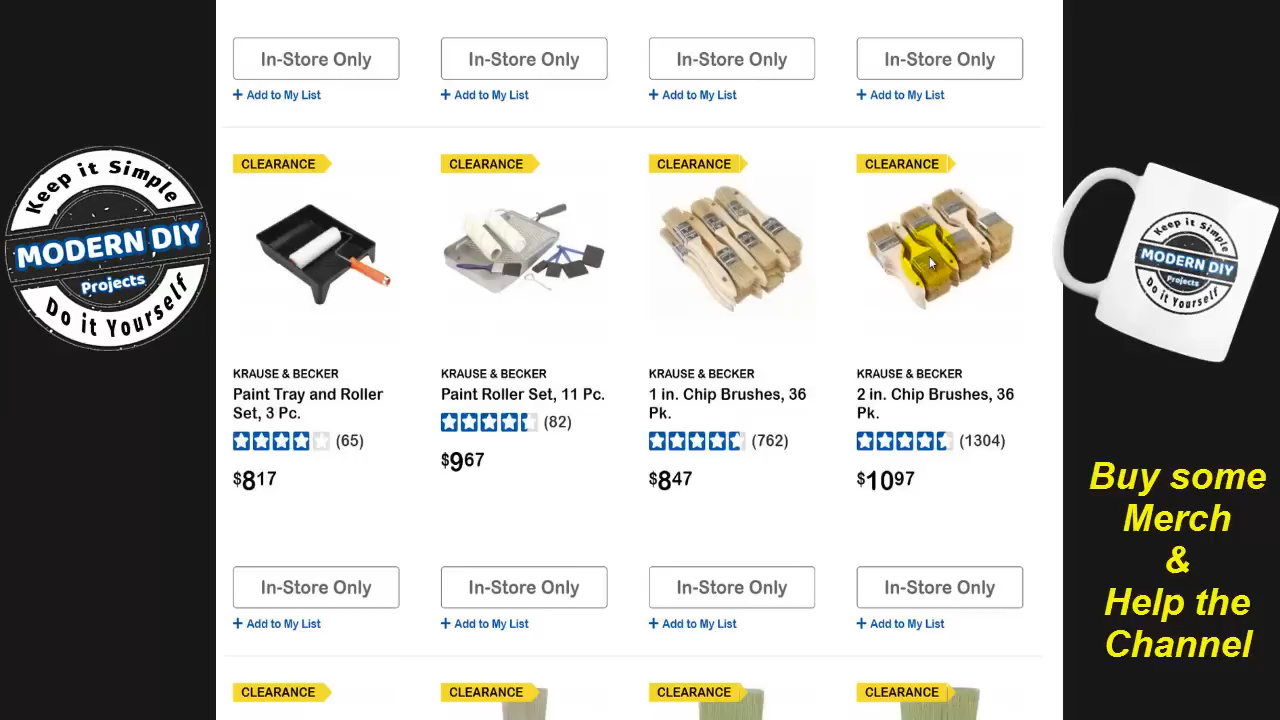 In-Store Only
In-Store Only
In-Store Only
In-Store Only
+ Add to My List
+ Add to My List
+ Add to My List
+ Add to My List
CLEARANCE
CLEARANCE
CLEARANCE
CLEARANCE
Keep it Simple
MODERN DIY
Projects
Do it Yourself
Keep it Simple
MODERN DIY
Projects
Do it Yourself
KRAUSE & BECKER
Paint Tray and Roller
Set, 3 Pc.
(65)
$817
KRAUSE & BECKER
Paint Roller Set, 11 Pc.
(82)
$967
KRAUSE & BECKER
1 in. Chip Brushes, 36
Pk.
(762)
$847
KRAUSE & BECKER
2 in. Chip Brushes, 36
Pk.
(1304)
$1097
Buy some
Merch
&
Help the
Channel
In-Store Only
In-Store Only
In-Store Only
In-Store Only
+ Add to My List
+ Add to My List
+ Add to My List
+ Add to My List
CLEARANCE
CLEARANCE
CLEARANCE
CLEARANCE